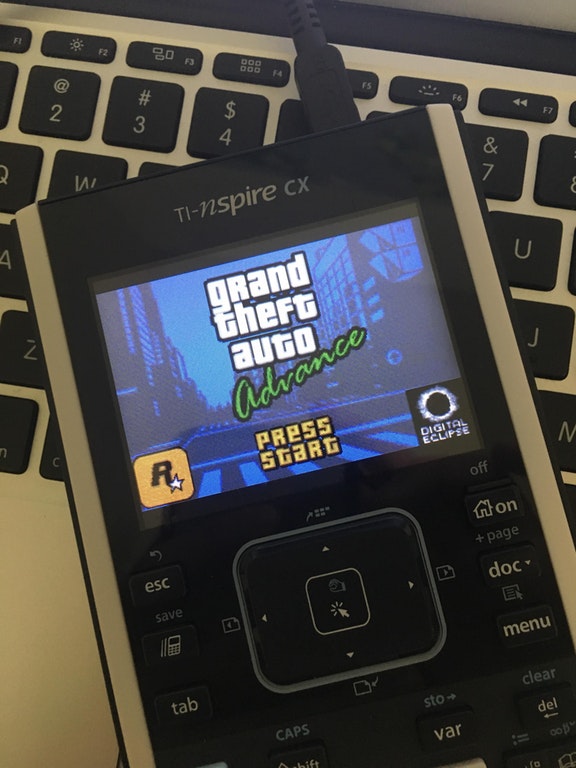 F1
F2
F3
F4
F5
F6
F7
@
2
#
3
$
4
&
7
Q
W
U
A
J
Z
M
C
TI-nspire CX
grand
theft
auto
Advance
PRESS
START
R
DIGITAL
ECLIPSE
off
on
+ page
esc
doc
save
menu
tab
clear
CAPS
sto→
del
var
shift